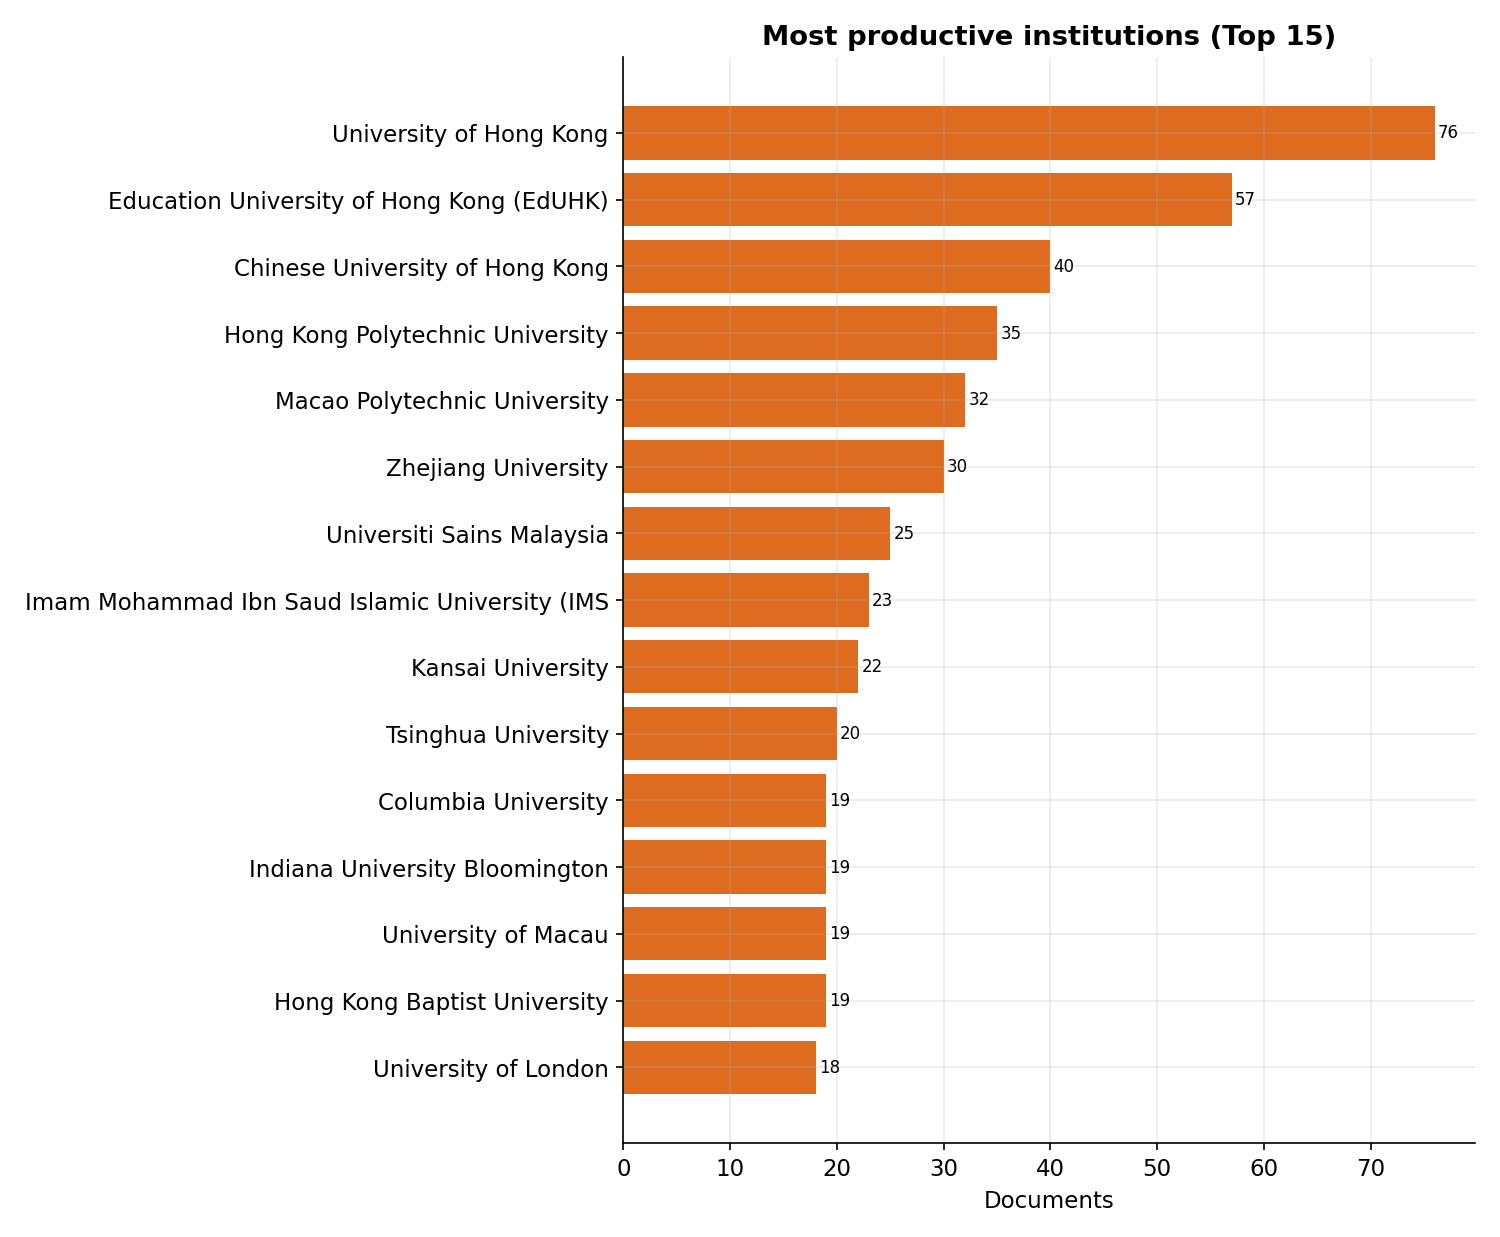 Most productive institutions (Top 15)
University of Hong Kong 76
Education University of Hong Kong (EdUHK) 57
Chinese University of Hong Kong 40
Hong Kong Polytechnic University 35
Macao Polytechnic University 32
Zhejiang University 30
Universiti Sains Malaysia 25
Imam Mohammad Ibn Saud Islamic University (IMS 23
Kansai University 22
Tsinghua University 20
Columbia University 19
Indiana University Bloomington 19
University of Macau 19
Hong Kong Baptist University 19
University of London 18
0 10 20 30 40 50 60 70
Documents